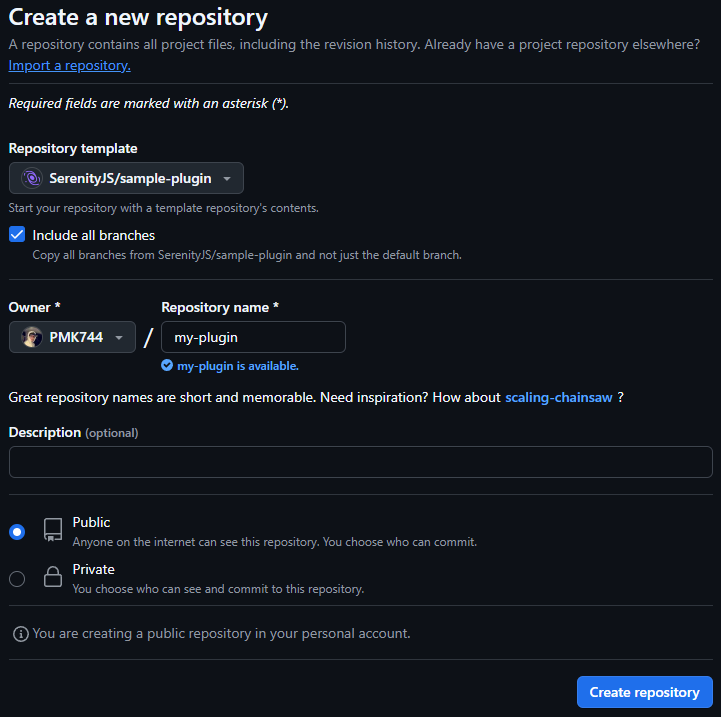 Create a new repository
A repository contains all project files, including the revision history. Already have a project repository elsewhere?
Import a repository.
Required fields are marked with an asterisk (*).
Repository template
SerenityJS/sample-plugin
Start your repository with a template repository's contents.
Include all branches
Copy all branches from SerenityJS/sample-plugin and not just the default branch.
Owner * Repository name *
PMK744 / my-plugin
my-plugin is available.
Great repository names are short and memorable. Need inspiration? How about scaling-chainsaw ?
Description (optional)
Public
Anyone on the internet can see this repository. You choose who can commit.
Private
You choose who can see and commit to this repository.
You are creating a public repository in your personal account.
Create repository